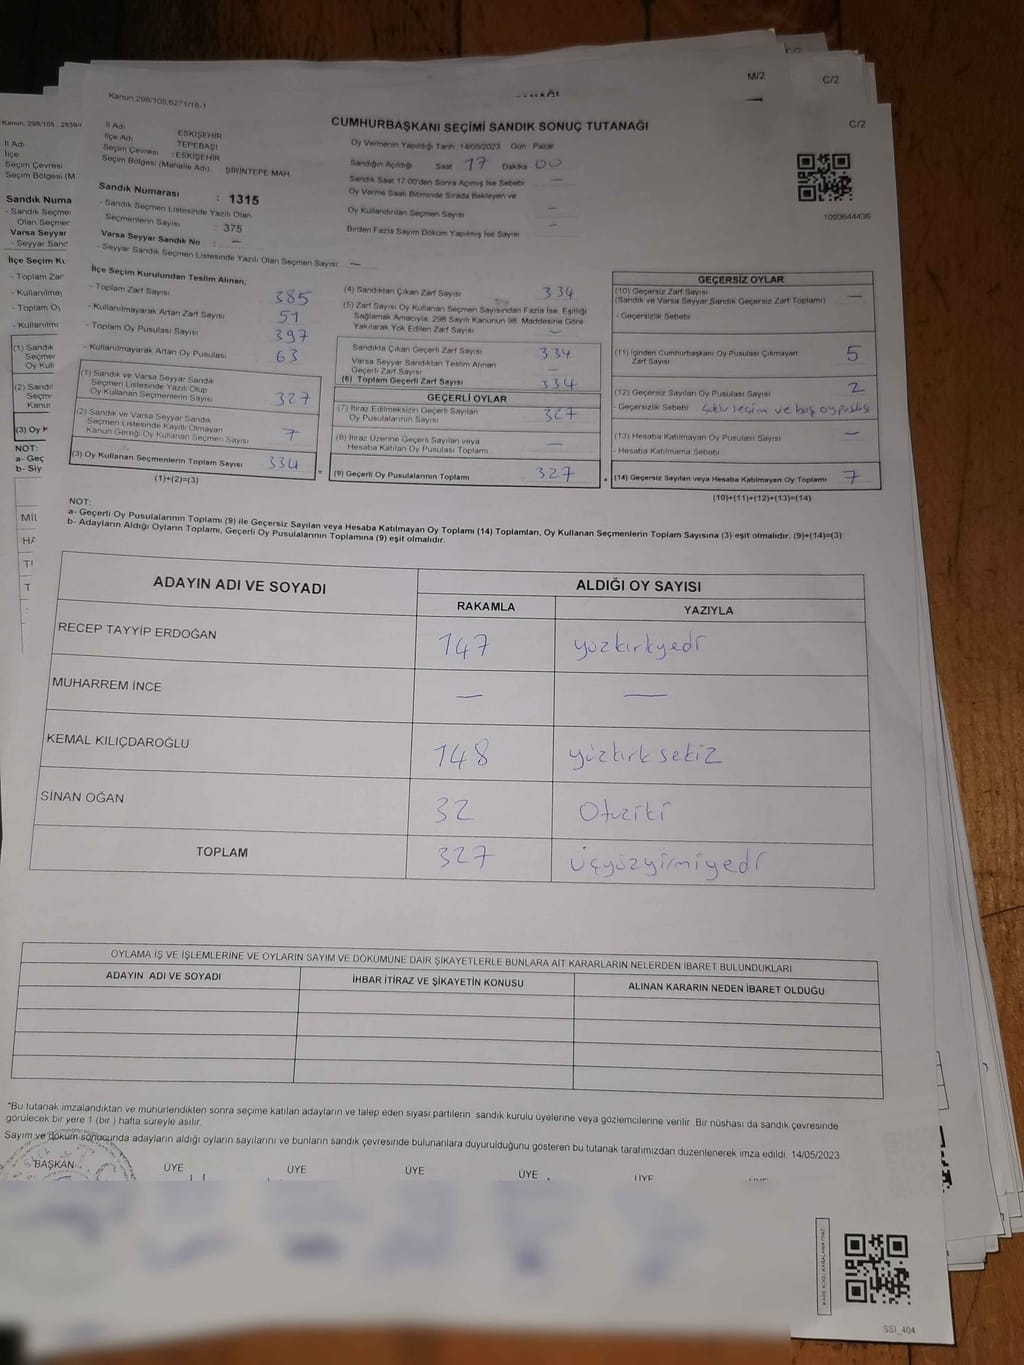 C/2
M/2
C/2
C/2
Kanun 298/105,6271/16-1
CUMHURBAŞKANI SEÇİMİ SANDIK SONUÇ TUTANAĞI
İl Adı
ESKİŞEHİR
İlçe Adı
TEPEBAŞI
Seçim Çevresi
: ESKİŞEHİR
Seçim Bölgesi (Mahalle Adı)
ŞİRİNTEPE MAH.
Oy Vermenin Yapıldığı Tarih 14/05/2023 Gün Pazar
Sandığın Açıldığı Saat 17 Dakika 00
Sandık Saat 17.00'den Sonra Açılmış İse Sebebi —
Oy Verme Saati Bitiminde Sırada Bekleyen ve
Oy Kullandırılan Seçmen Sayısı —
Birden Fazla Sayım Döküm Yapılmış İse Sayısı —
1003644436
Sandık Numarası : 1315
- Sandık Seçmen Listesinde Yazılı Olan
Seçmenlerin Sayısı : 375
Varsa Seyyar Sandık No : —
- Seyyar Sandık Seçmen Listesinde Yazılı Olan Seçmen Sayısı —
İlçe Seçim Kurulundan Teslim Alınan;
- Toplam Zarf Sayısı 385
- Kullanılmayarak Artan Zarf Sayısı 51
- Toplam Oy Pusulası Sayısı 397
- Kullanılmayarak Artan Oy Pusulası 63
(1) Sandık ve Varsa Seyyar Sandık
Seçmen Listesinde Yazılı Olup
Oy Kullanan Seçmenlerin Sayısı 327
(2) Sandık ve Varsa Seyyar Sandık
Seçmen Listesinde Kayıtlı Olmayan
Kanun Gereği Oy Kullanan Seçmen Sayısı 7
(3) Oy Kullanan Seçmenlerin Toplam Sayısı 334
(1)+(2)=(3)
(4) Sandıktan Çıkan Zarf Sayısı 334
(5) Zarf Sayısı Oy Kullanan Seçmen Sayısından Fazla İse, Eşitliği
Sağlamak Amacıyla, 298 Sayılı Kanunun 98. Maddesine Göre
Yakılarak Yok Edilen Zarf Sayısı —
Sandıkta Çıkan Geçerli Zarf Sayısı 334
Varsa Seyyar Sandıktan Teslim Alınan
Geçerli Zarf Sayısı —
(6) Toplam Geçerli Zarf Sayısı 334
GEÇERLİ OYLAR
(7) İtiraz Edilmeksizin Geçerli Sayılan
Oy Pusulalarının Sayısı 327
(8) İtiraz Üzerine Geçerli Sayılan veya
Hesaba Katılan Oy Pusulası Toplamı —
(9) Geçerli Oy Pusulalarının Toplamı 327
GEÇERSİZ OYLAR
(10) Geçersiz Zarf Sayısı —
(Sandık ve Varsa Seyyar Sandık Geçersiz Zarf Toplamı)
- Geçersizlik Sebebi
(11) İçinden Cumhurbaşkanı Oy Pusulası Çıkmayan
Zarf Sayısı 5
(12) Geçersiz Sayılan Oy Pusulası Sayısı 2
- Geçersizlik Sebebi seçim ve boş oy pusulası
(13) Hesaba Katılmayan Oy Pusulası Sayısı —
- Hesaba Katılmama Sebebi
(14) Geçersiz Sayılan veya Hesaba Katılmayan Oy Toplamı 7
(10)+(11)+(12)+(13)=(14)
NOT:
a- Geçerli Oy Pusulalarının Toplamı (9) ile Geçersiz Sayılan veya Hesaba Katılmayan Oy Toplamı (14) Toplamları, Oy Kullanan Seçmenlerin Toplam Sayısına (3) eşit olmalıdır. (9)+(14)=(3)
b- Adayların Aldığı Oyların Toplamı, Geçerli Oy Pusulalarının Toplamına (9) eşit olmalıdır.
ADAYIN ADI VE SOYADI
ALDIĞI OY SAYISI
RAKAMLA
YAZIYLA
RECEP TAYYİP ERDOĞAN 147 yüzkırkyedi
MUHARREM İNCE — —
KEMAL KILIÇDAROĞLU 148 yüzkırk sekiz
SİNAN OĞAN 32 Otuziki
TOPLAM 327 üçyüzyirmiyedi
OYLAMA İŞ VE İŞLEMLERİNE VE OYLARIN SAYIM VE DÖKÜMÜNE DAİR ŞİKAYETLERLE BUNLARA AİT KARARLARIN NELERDEN İBARET BULUNDUKLARI
ADAYIN ADI VE SOYADI
İHBAR İTİRAZ VE ŞİKAYETİN KONUSU
ALINAN KARARIN NEDEN İBARET OLDUĞU
*Bu tutanak imzalandıktan ve mühürlendikten sonra seçime katılan adayların ve talep eden siyasi partilerin sandık kurulu üyelerine veya gözlemcilerine verilir. Bir nüshası da sandık çevresinde
görülecek bir yere 1 (bir) hafta süreyle asılır.
Sayım ve döküm sonucunda adayların aldığı oyların sayılarını ve bunların sandık çevresinde bulunanlara duyurulduğunu gösteren bu tutanak tarafımızdan düzenlenerek imza edildi. 14/05/2023
BAŞKAN ÜYE ÜYE ÜYE ÜYE ÜYE
SSI_404